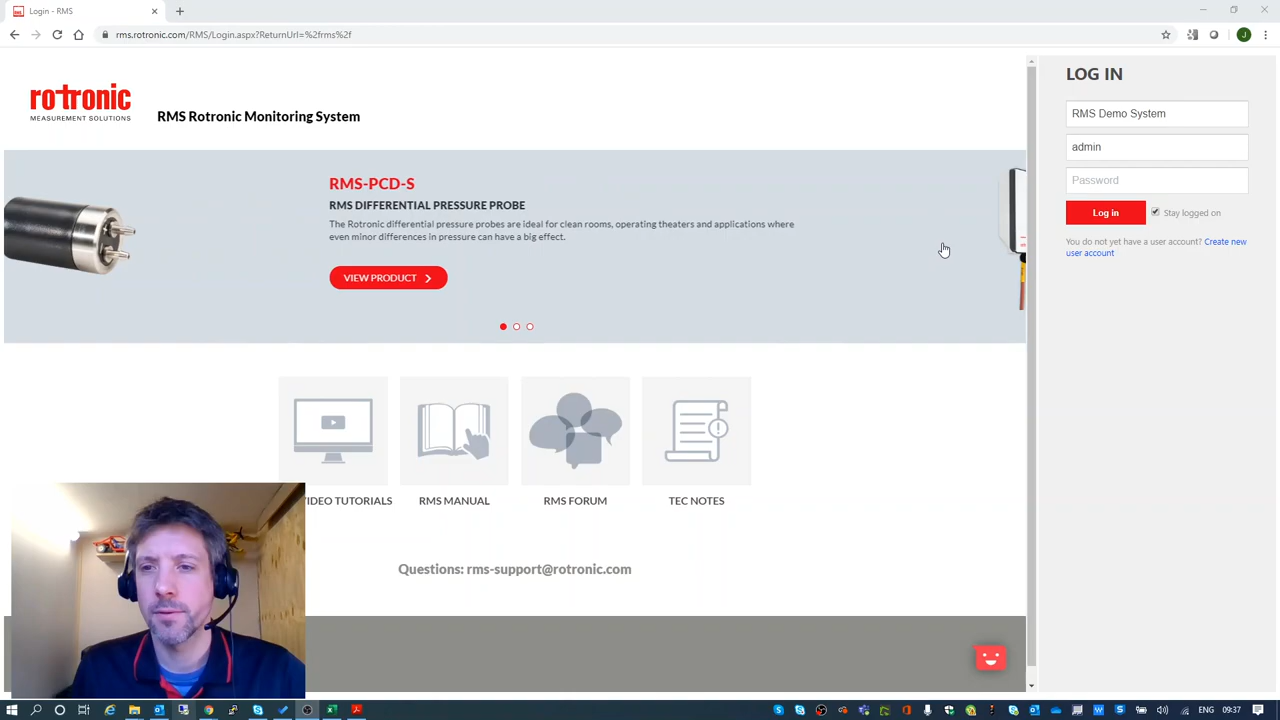 Login - RMS
rms.rotronic.com/RMS/Login.aspx?ReturnUrl=%2frms%2f
J
rotronic
MEASUREMENT SOLUTIONS
RMS Rotronic Monitoring System
RMS-PCD-S
RMS DIFFERENTIAL PRESSURE PROBE
The Rotronic differential pressure probes are ideal for clean rooms, operating theaters and applications where
even minor differences in pressure can have a big effect.
VIEW PRODUCT
LOG IN
RMS Demo System
admin
Password
Log in
Stay logged on
You do not yet have a user account? Create new
user account
VIDEO TUTORIALS
RMS MANUAL
RMS FORUM
TEC NOTES
Questions: rms-support@rotronic.com
ENG
09:37